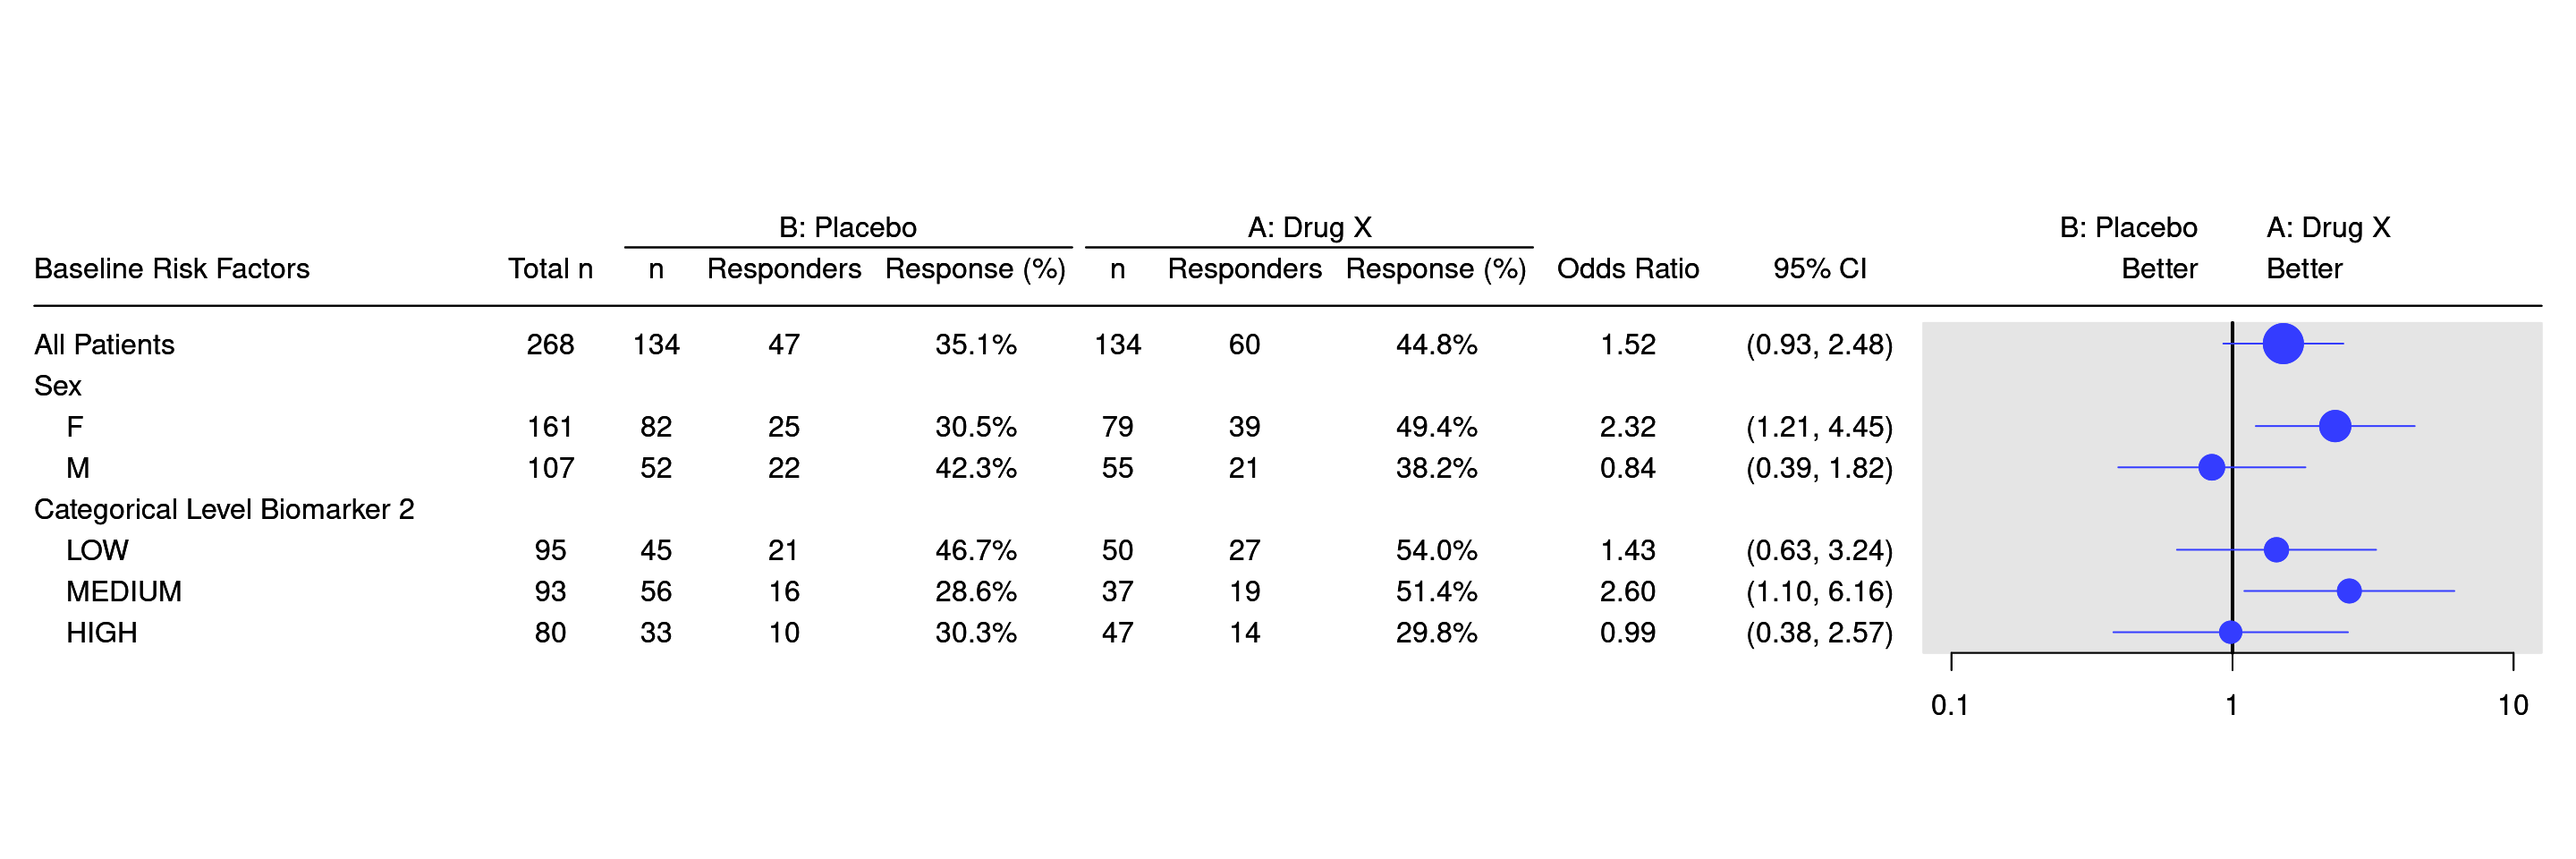 B: Placebo A: Drug X B: Placebo A: Drug X
Baseline Risk Factors Total n n Responders Response (%) n Responders Response (%) Odds Ratio 95% CI Better Better
All Patients 268 134 47 35.1% 134 60 44.8% 1.52 (0.93, 2.48)
Sex
F 161 82 25 30.5% 79 39 49.4% 2.32 (1.21, 4.45)
M 107 52 22 42.3% 55 21 38.2% 0.84 (0.39, 1.82)
Categorical Level Biomarker 2
LOW 95 45 21 46.7% 50 27 54.0% 1.43 (0.63, 3.24)
MEDIUM 93 56 16 28.6% 37 19 51.4% 2.60 (1.10, 6.16)
HIGH 80 33 10 30.3% 47 14 29.8% 0.99 (0.38, 2.57)
0.1 1 10